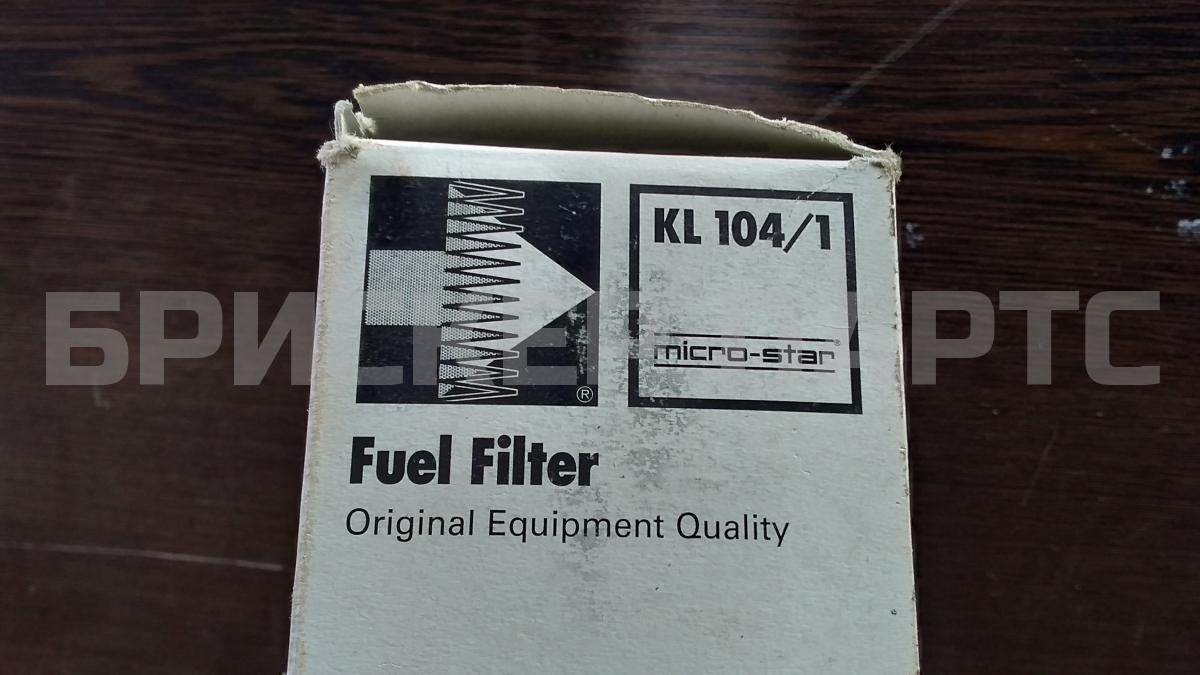 KL 104/1
micro-star®
®
Fuel Filter
Original Equipment Quality